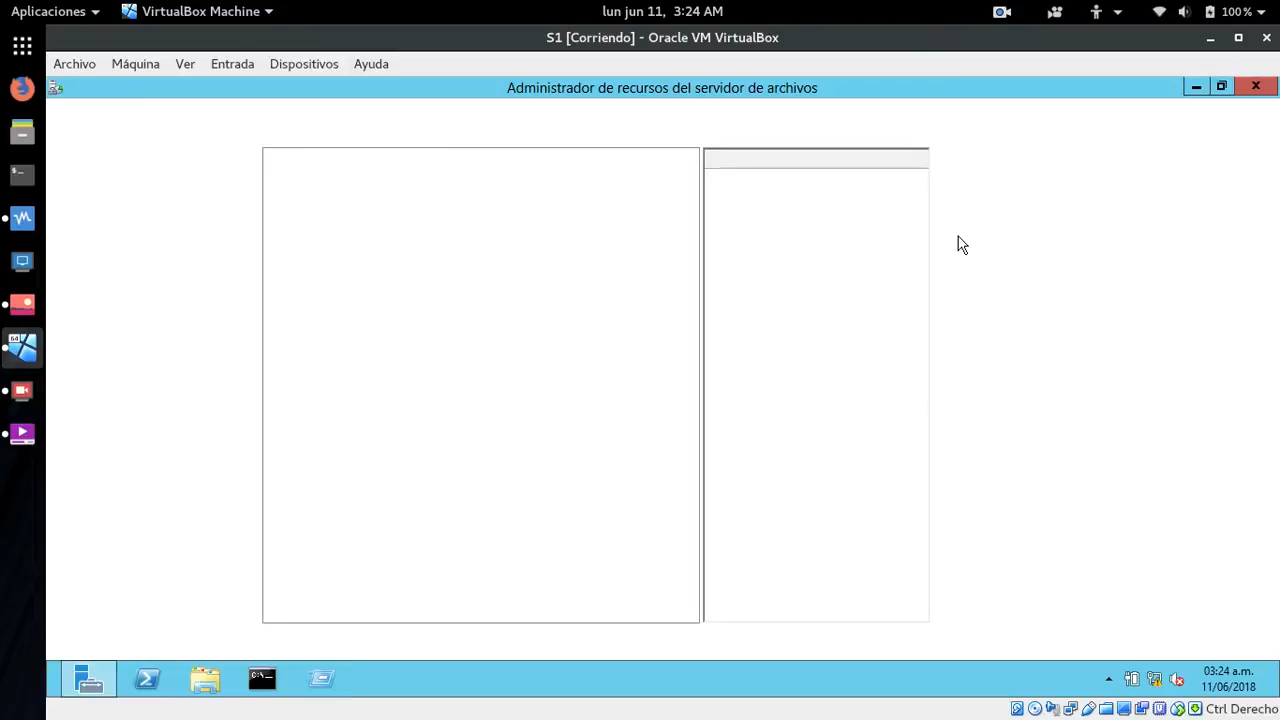 Aplicaciones VirtualBox Machine lun jun 11, 3:24 AM 100%
S1 [Corriendo] - Oracle VM VirtualBox
Archivo Máquina Ver Entrada Dispositivos Ayuda
Administrador de recursos del servidor de archivos
64
C:\
03:24 a.m.
11/06/2018
Ctrl Derecho